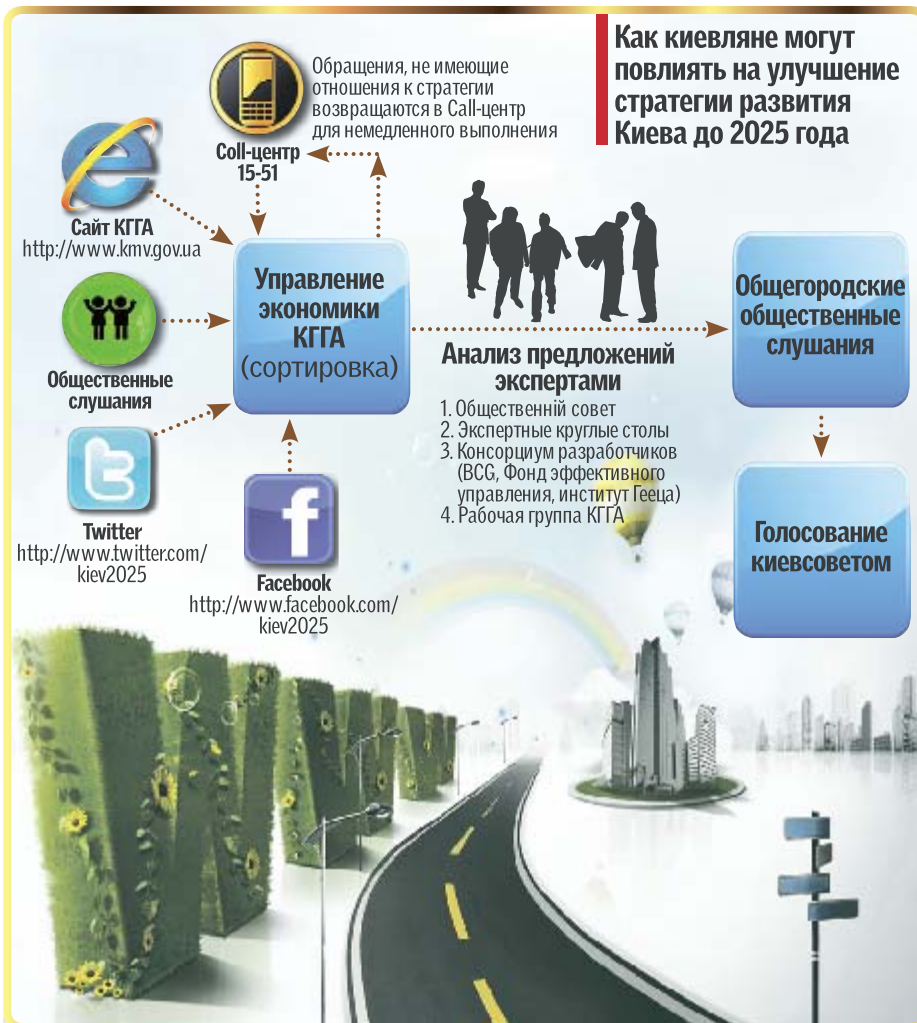 Как киевляне могут
повлиять на улучшение
стратегии развития
Киева до 2025 года
Обращения, не имеющие
отношения к стратегии
возвращаются в Call-центр
для немедленного выполнения
Coll-центр
15-51
Сайт КГГА
http://www.kmv.gov.ua
Общественные
слушания
Twitter
http://www.twitter.com/
kiev2025
Facebook
http://www.facebook.com/
kiev2025
Управление
экономики
КГГА
(сортировка)
Анализ предложений
экспертами
1. Общественній совет
2. Экспертные круглые столы
3. Консорциум разработчиков
(BCG, Фонд эффективного
управления, институт Гееца)
4. Рабочая группа КГГА
Общегородские
общественные
слушания
Голосование
киевсоветом